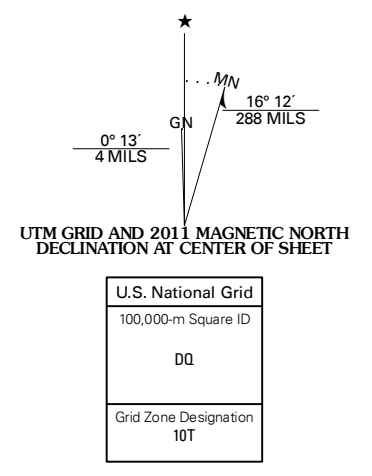 ★
MN
GN
16° 12´
288 MILS
0° 13´
4 MILS
UTM GRID AND 2011 MAGNETIC NORTH
DECLINATION AT CENTER OF SHEET
U.S. National Grid
100,000-m Square ID
DQ
Grid Zone Designation
10T